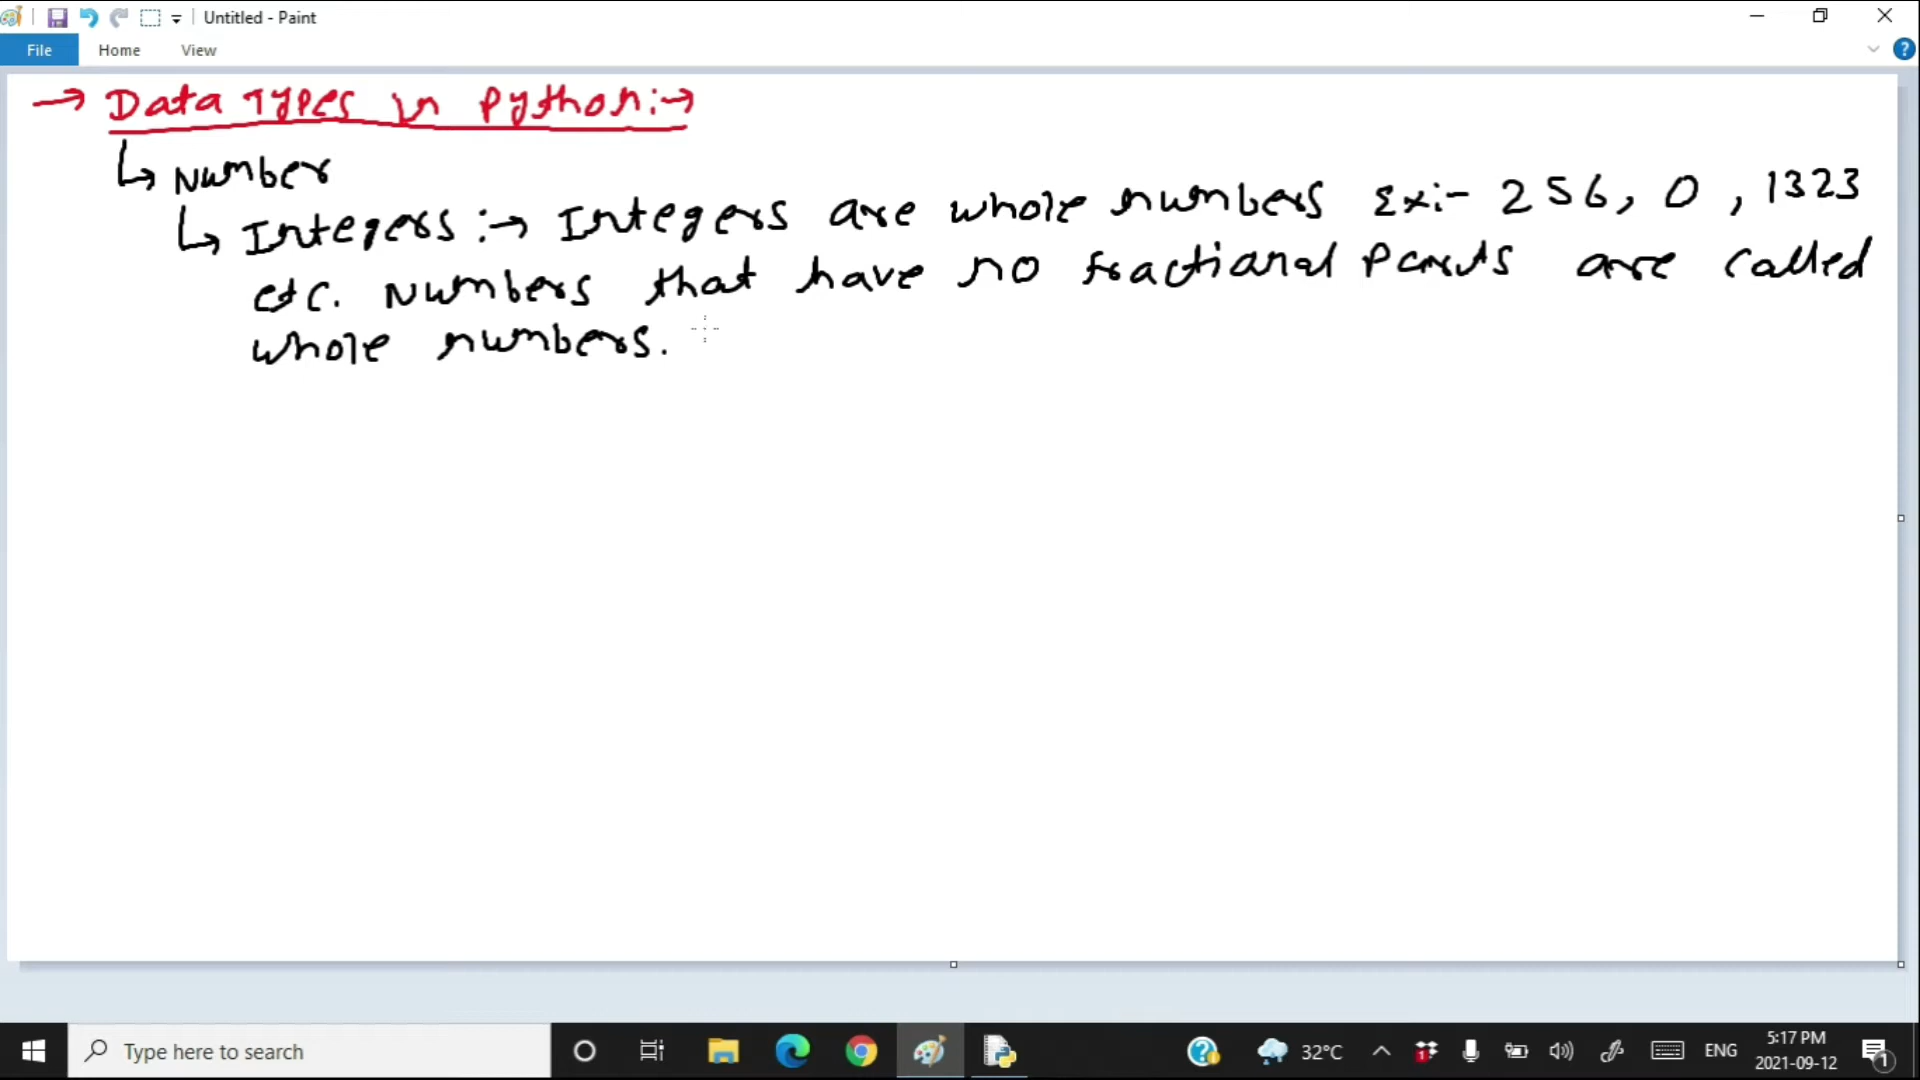 Untitled - Paint
File Home View
→ Data Types in Python:→
↳ Number
↳ Integers :→ Integers are whole numbers Ex:- 256, 0, 1323
etc. Numbers that have no fractional Parts are called
whole numbers.
Type here to search
32°C ENG 5:17 PM
2021-09-12